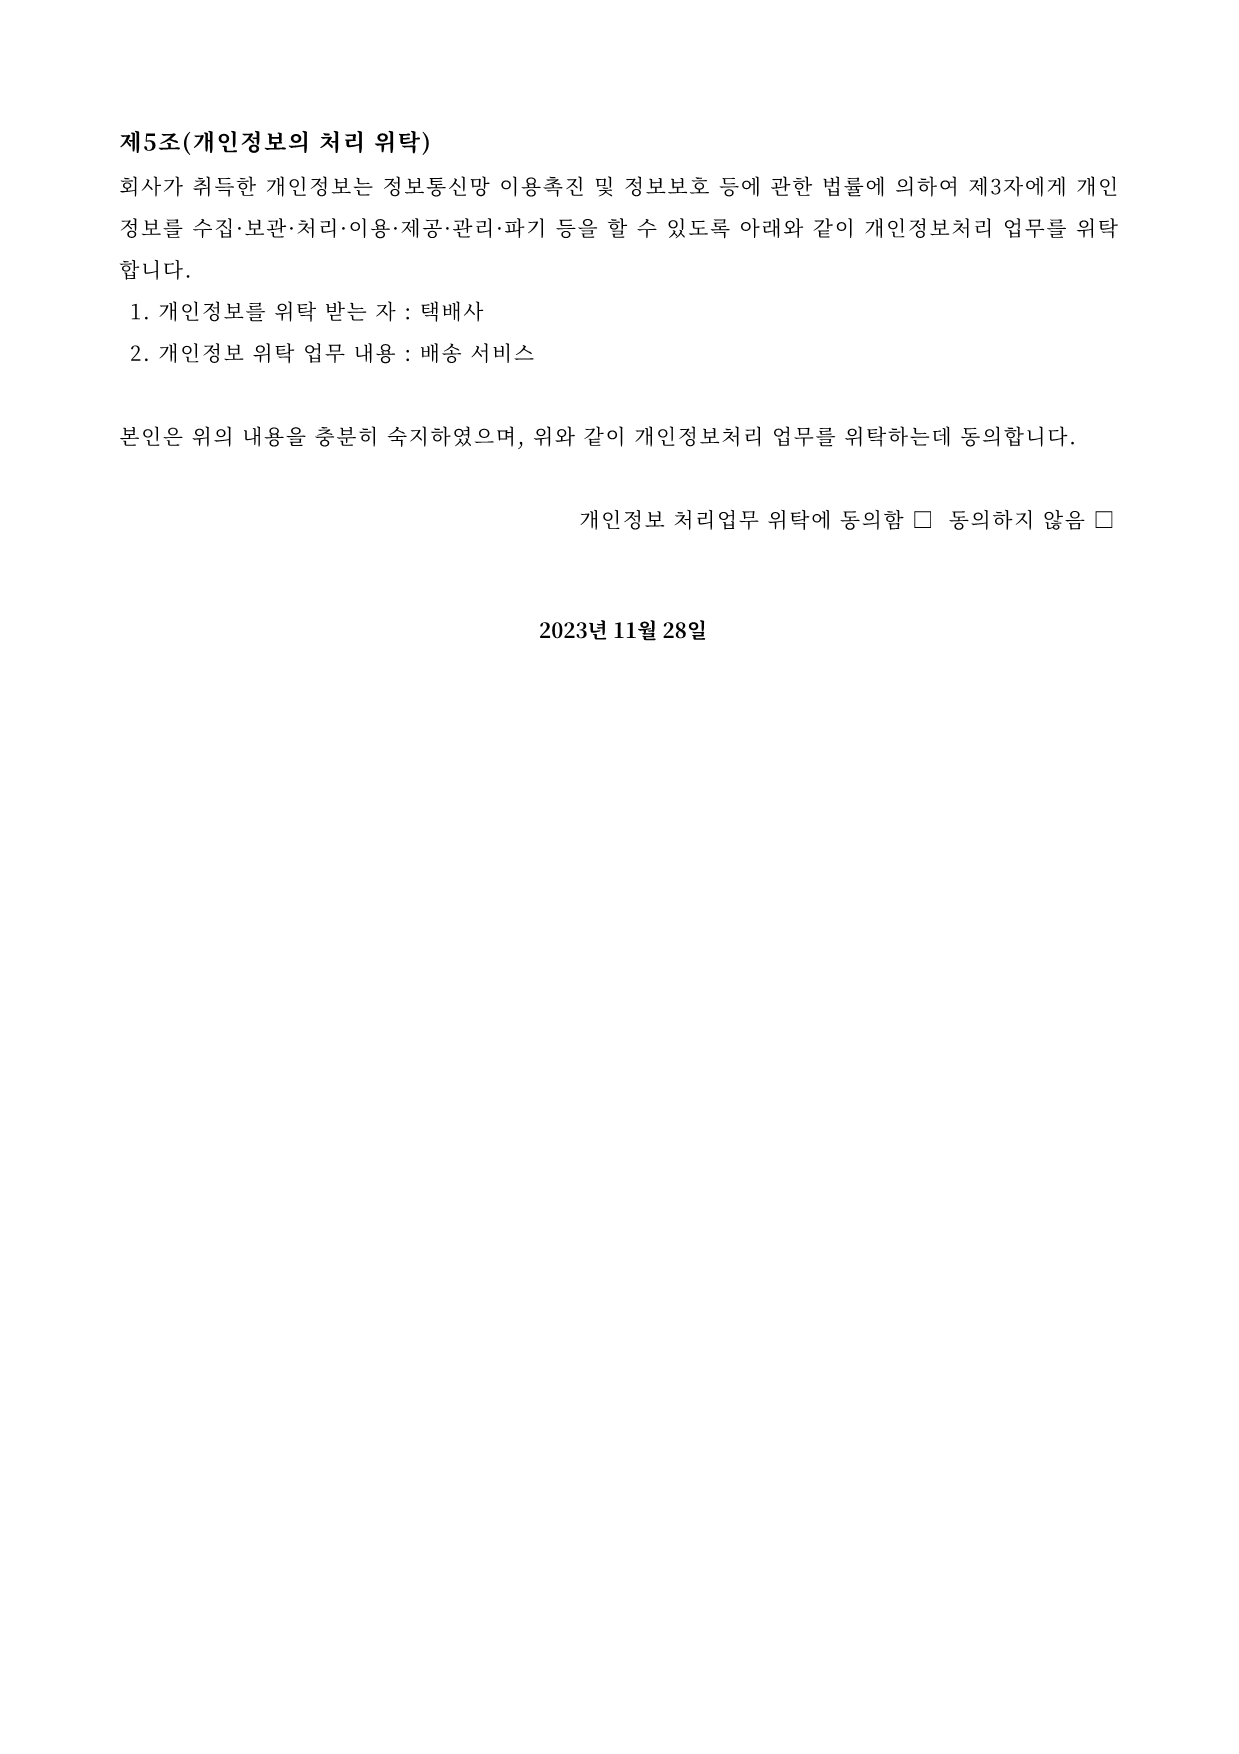 제5조(개인정보의 처리 위탁)
회사가 취득한 개인정보는 정보통신망 이용촉진 및 정보보호 등에 관한 법률에 의하여 제3자에게 개인
정보를 수집·보관·처리·이용·제공·관리·파기 등을 할 수 있도록 아래와 같이 개인정보처리 업무를 위탁
합니다.
1. 개인정보를 위탁 받는 자 : 택배사
2. 개인정보 위탁 업무 내용 : 배송 서비스
본인은 위의 내용을 충분히 숙지하였으며, 위와 같이 개인정보처리 업무를 위탁하는데 동의합니다.
개인정보 처리업무 위탁에 동의함 □ 동의하지 않음 □
2023년 11월 28일